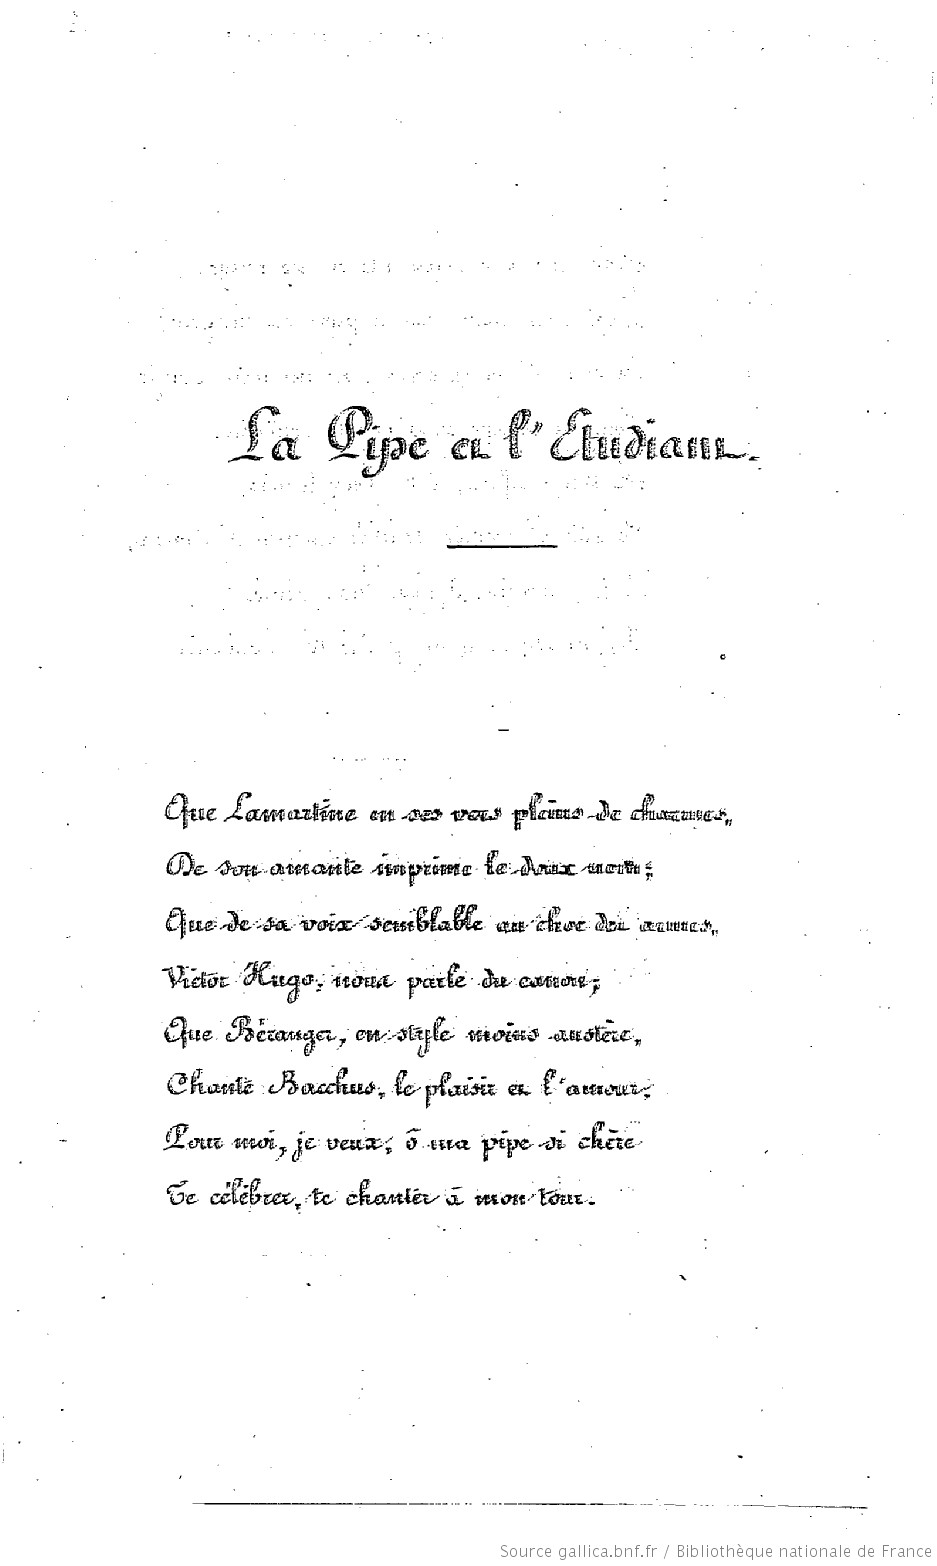 La Pipe et l'Etudiant.
Que Lamartine en ses vers pleins de charmes,
De son amante imprime le doux nom;
Que de sa voix semblable au choc des armes,
Victor Hugo, nous parle du canon;
Que Béranger, en style moins austère,
Chante Bacchus, le plaisir et l'amour;
Pour moi, je veux, ô ma pipe si chère
Te célébrer, te chanter à mon tour.
Source gallica.bnf.fr / Bibliothèque nationale de France